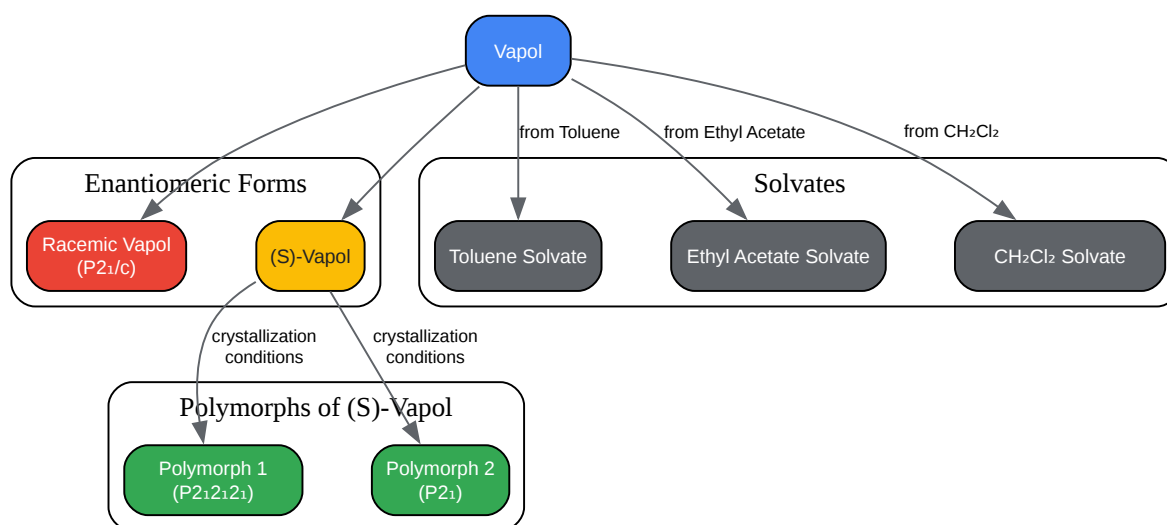 Vapol
from Toluene
from Ethyl Acetate
from CH₂Cl₂
Enantiomeric Forms
Solvates
Racemic Vapol
(P2₁/c)
(S)-Vapol
Toluene Solvate
Ethyl Acetate Solvate
CH₂Cl₂ Solvate
crystallization
conditions
crystallization
conditions
Polymorphs of (S)-Vapol
Polymorph 1
(P2₁2₁2₁)
Polymorph 2
(P2₁)